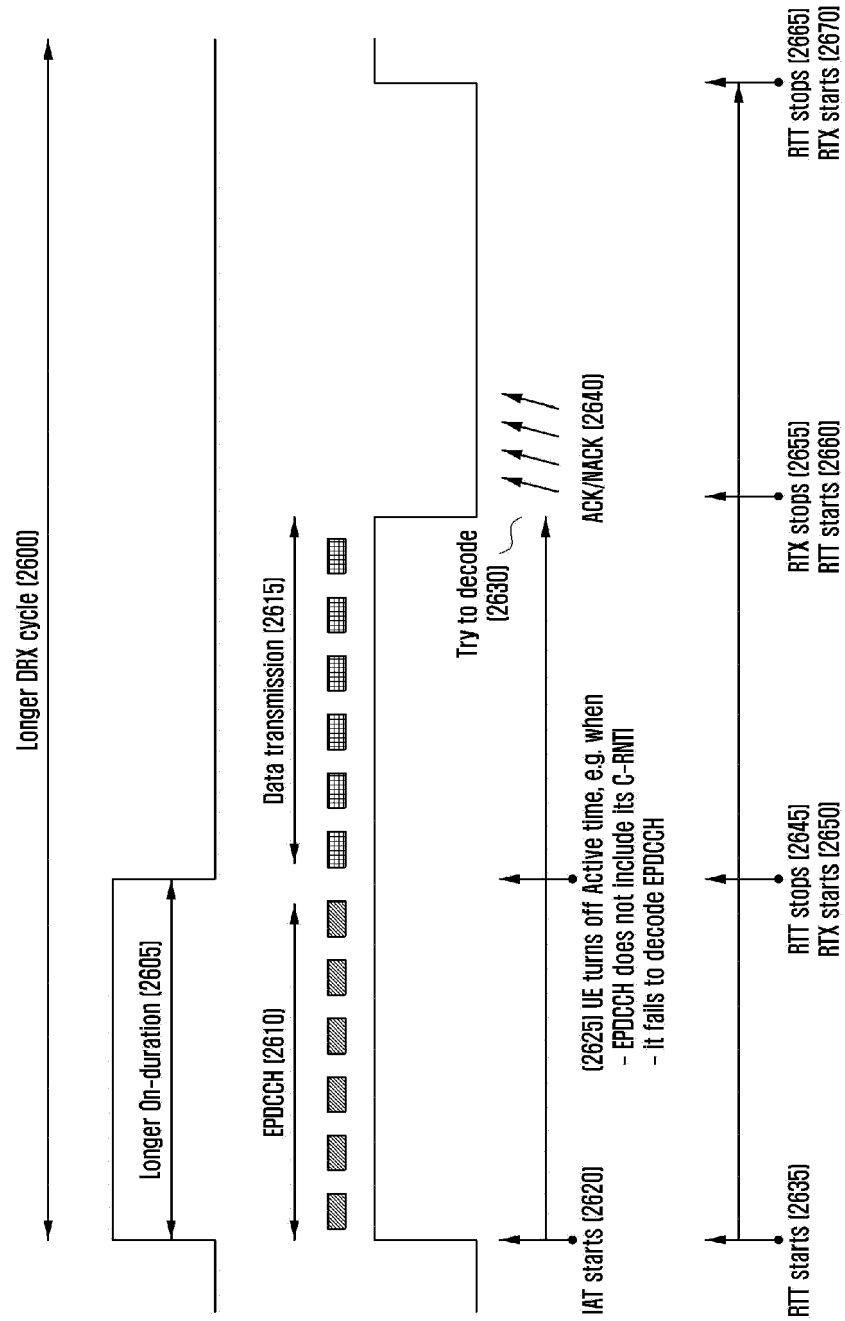 Longer DRX cycle (2600)
Longer On-duration (2605)
EPDCCH (2610)
Data transmission (2615)
Try to decode
(2630)
IAT starts (2620)
(2625) UE turns off Active time, e.g. when
- EPDCCH does not include its C-RNTI
- it fails to decode EPDCCH
ACK/NACK (2640)
RTT starts (2635)
RTT stops (2645)
RTX starts (2650)
RTX stops (2655)
RTT starts (2660)
RTT stops (2665)
RTX starts (2670)